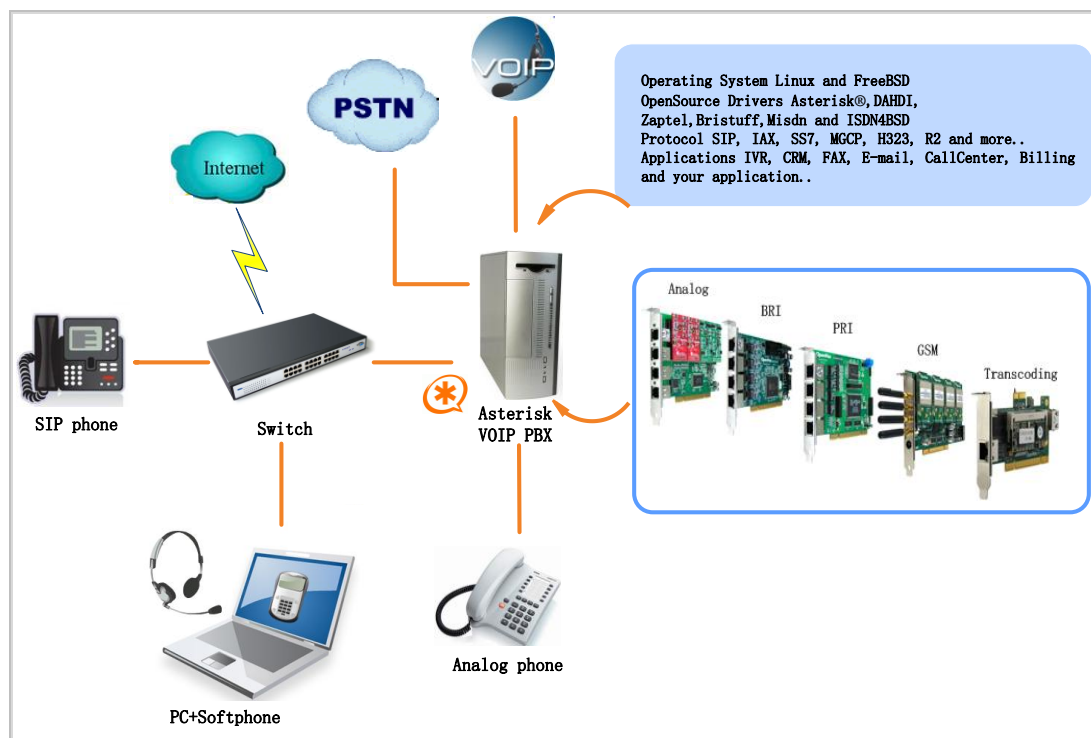 VOIP
PSTN
Operating System Linux and FreeBSD
OpenSource Drivers Asterisk®,DAHDI,
Zaptel,Bristuff,Misdn and ISDN4BSD
Protocol SIP, IAX, SS7, MGCP, H323, R2 and more..
Applications IVR, CRM, FAX, E-mail, CallCenter, Billing
and your application..
Internet
Analog
BRI
PRI
GSM
Transcoding
SIP phone
Switch
Asterisk
VOIP PBX
Analog phone
PC+Softphone